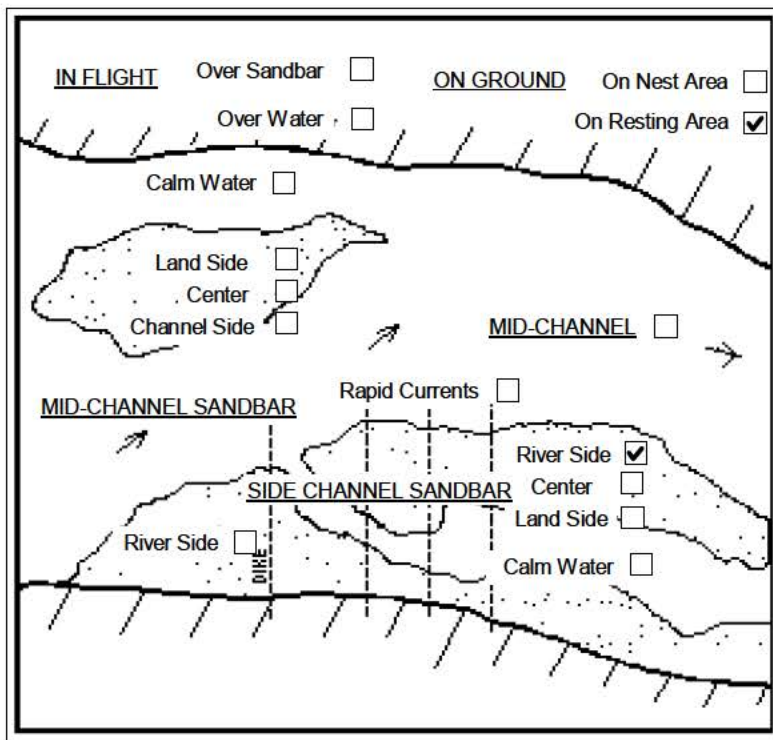 IN FLIGHT Over Sandbar ON GROUND On Nest Area
Over Water On Resting Area
Calm Water
Land Side
Center
Channel Side
MID-CHANNEL
Rapid Currents
MID-CHANNEL SANDBAR
River Side
SIDE CHANNEL SANDBAR Center
Land Side
River Side
DIKE
Calm Water